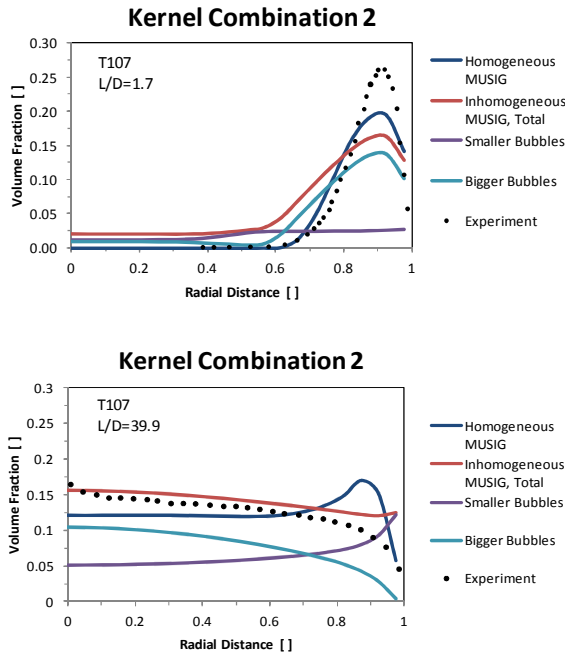 Kernel Combination 2
0.30
0.25
0.20
0.15
0.10
0.05
0.00
Volume Fraction [ ]
T107
L/D=1.7
0
0.2
0.4
0.6
0.8
1
Radial Distance [ ]
Homogeneous
MUSIG
Inhomogeneous
MUSIG, Total
Smaller Bubbles
Bigger Bubbles
Experiment
Kernel Combination 2
0.3
0.25
0.2
0.15
0.1
0.05
0
Volume Fraction [ ]
T107
L/D=39.9
0
0.2
0.4
0.6
0.8
1
Radial Distance [ ]
Homogeneous
MUSIG
Inhomogeneous
MUSIG, Total
Smaller Bubbles
Bigger Bubbles
Experiment